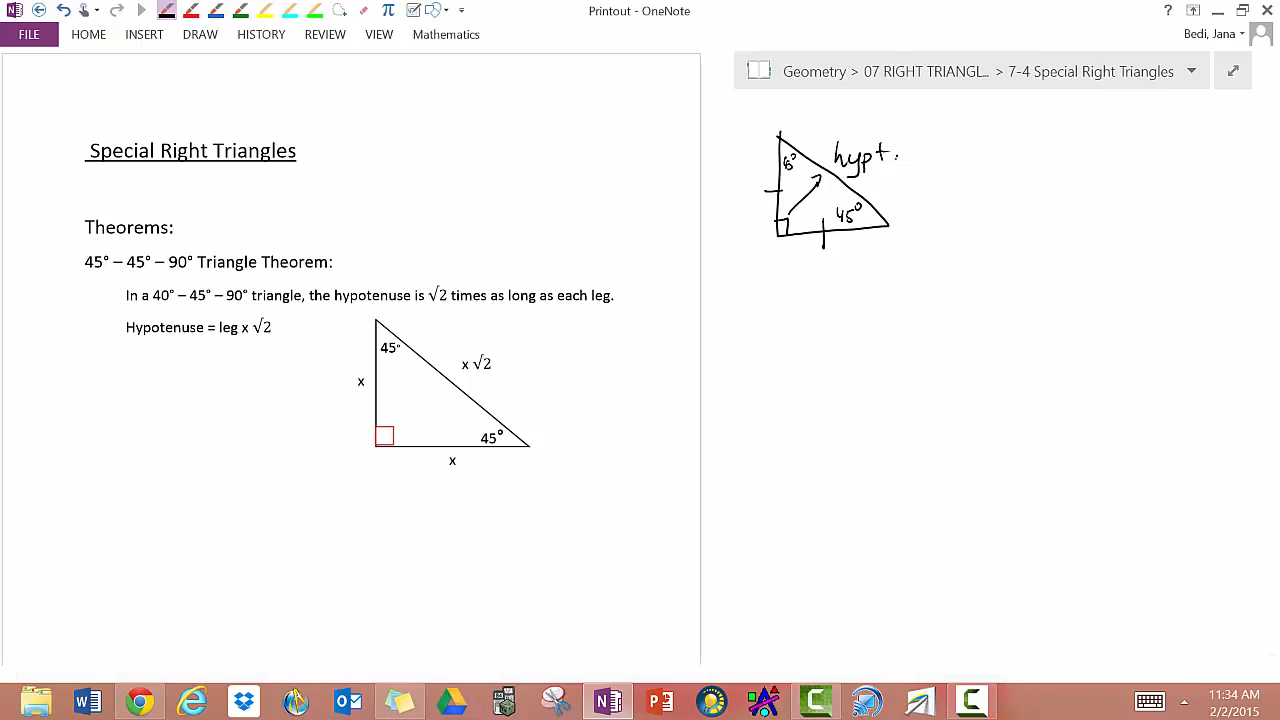 Printout - OneNote
?
FILE HOME INSERT DRAW HISTORY REVIEW VIEW Mathematics
Bedi, Jana
Geometry > 07 RIGHT TRIANGL... > 7-4 Special Right Triangles
Special Right Triangles
Theorems:
45° – 45° – 90° Triangle Theorem:
In a 40° – 45° – 90° triangle, the hypotenuse is √2 times as long as each leg.
Hypotenuse = leg x √2
45°
x √2
x
45°
x
hypt.
45°
11:34 AM
2/2/2015